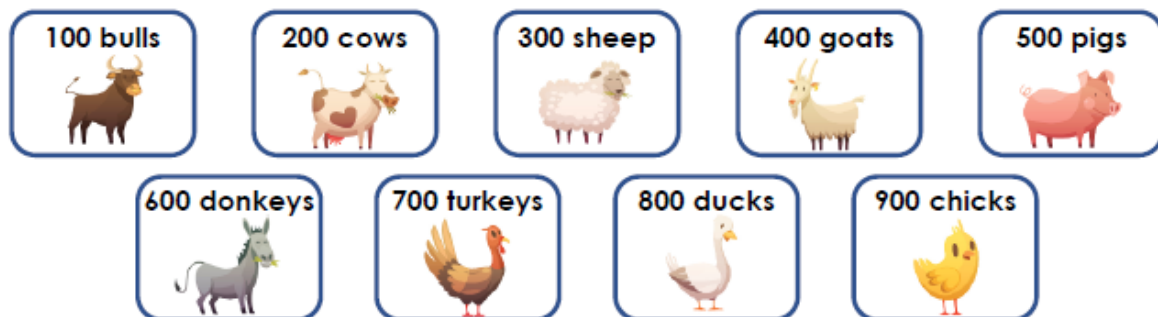 100 bulls
200 cows
300 sheep
400 goats
500 pigs
600 donkeys
700 turkeys
800 ducks
900 chicks